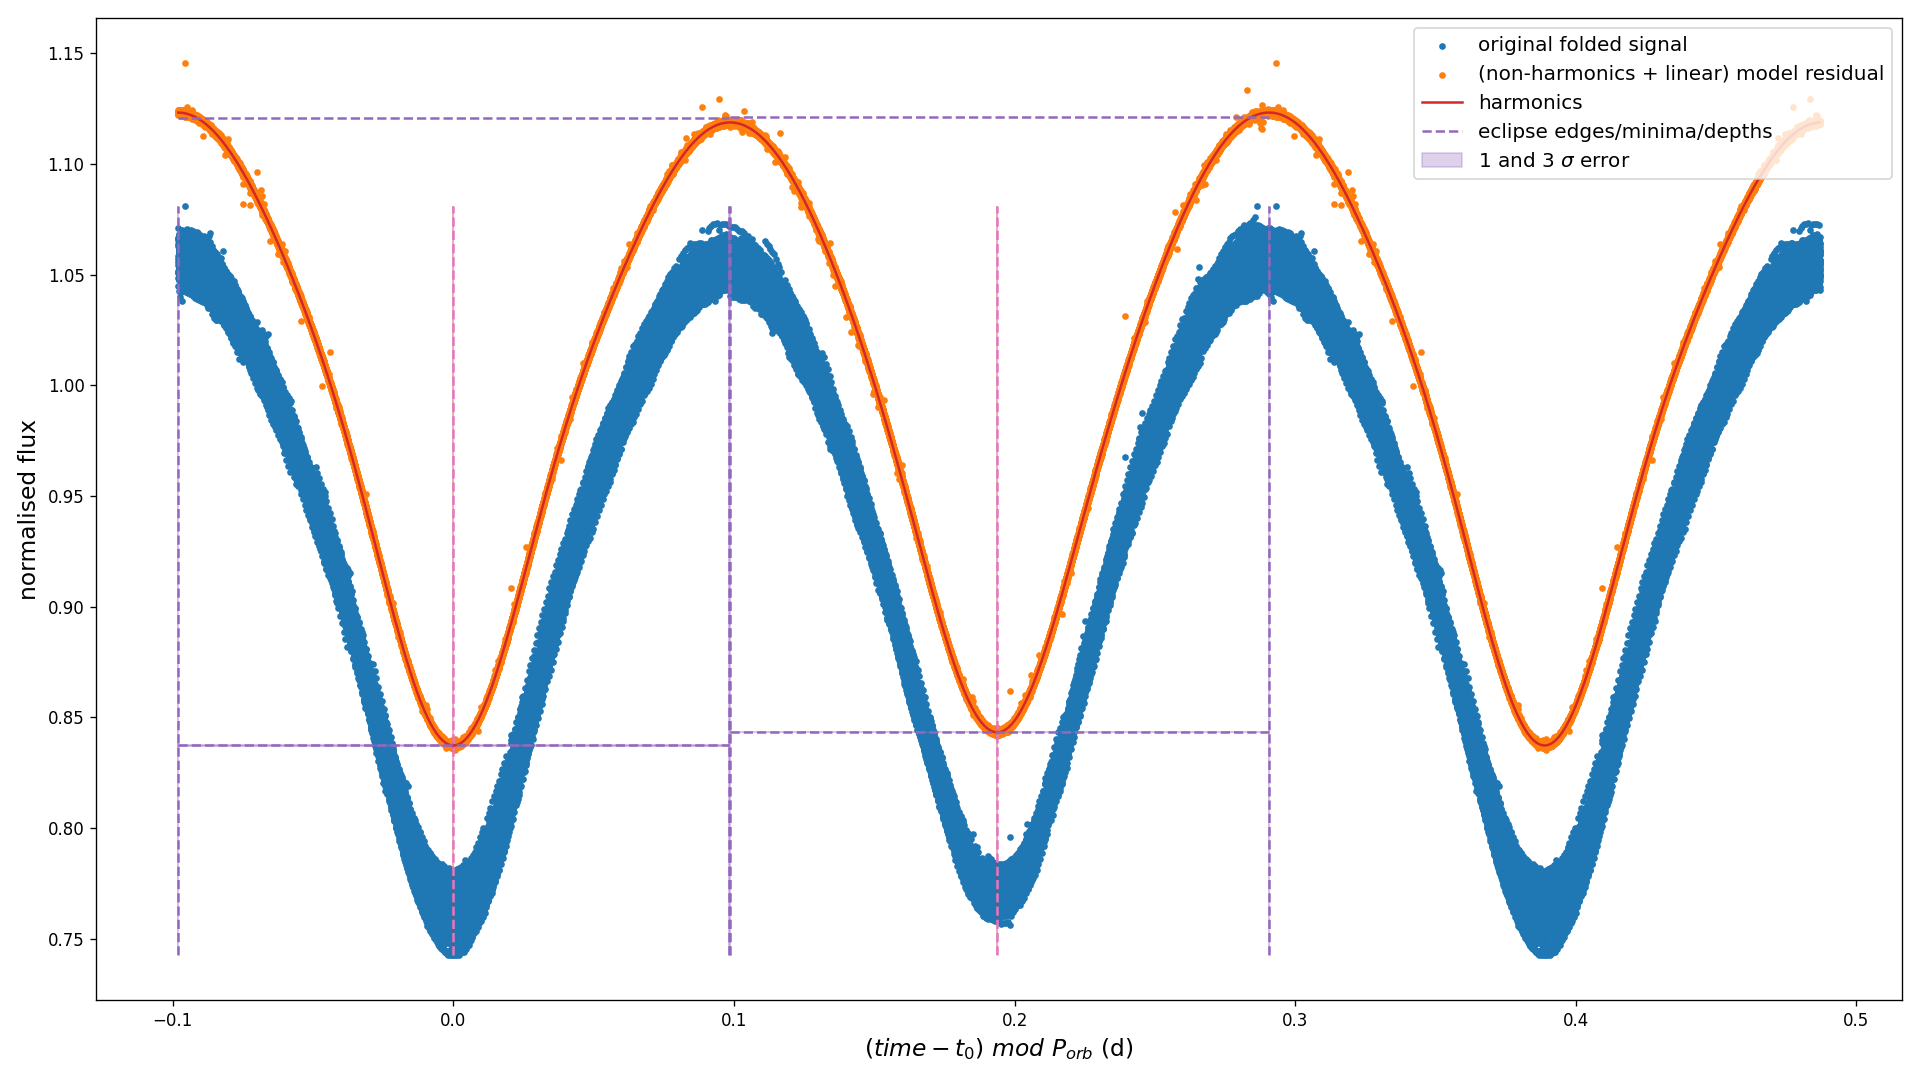 1.15
1.10
1.05
1.00
0.95
0.90
0.85
0.80
0.75
normalised flux
original folded signal
(non-harmonics + linear) model residual
harmonics
eclipse edges/minima/depths
1 and 3 σ error
−0.1 0.0 0.1 0.2 0.3 0.4 0.5
(time − t₀) mod Pₒᵣb (d)